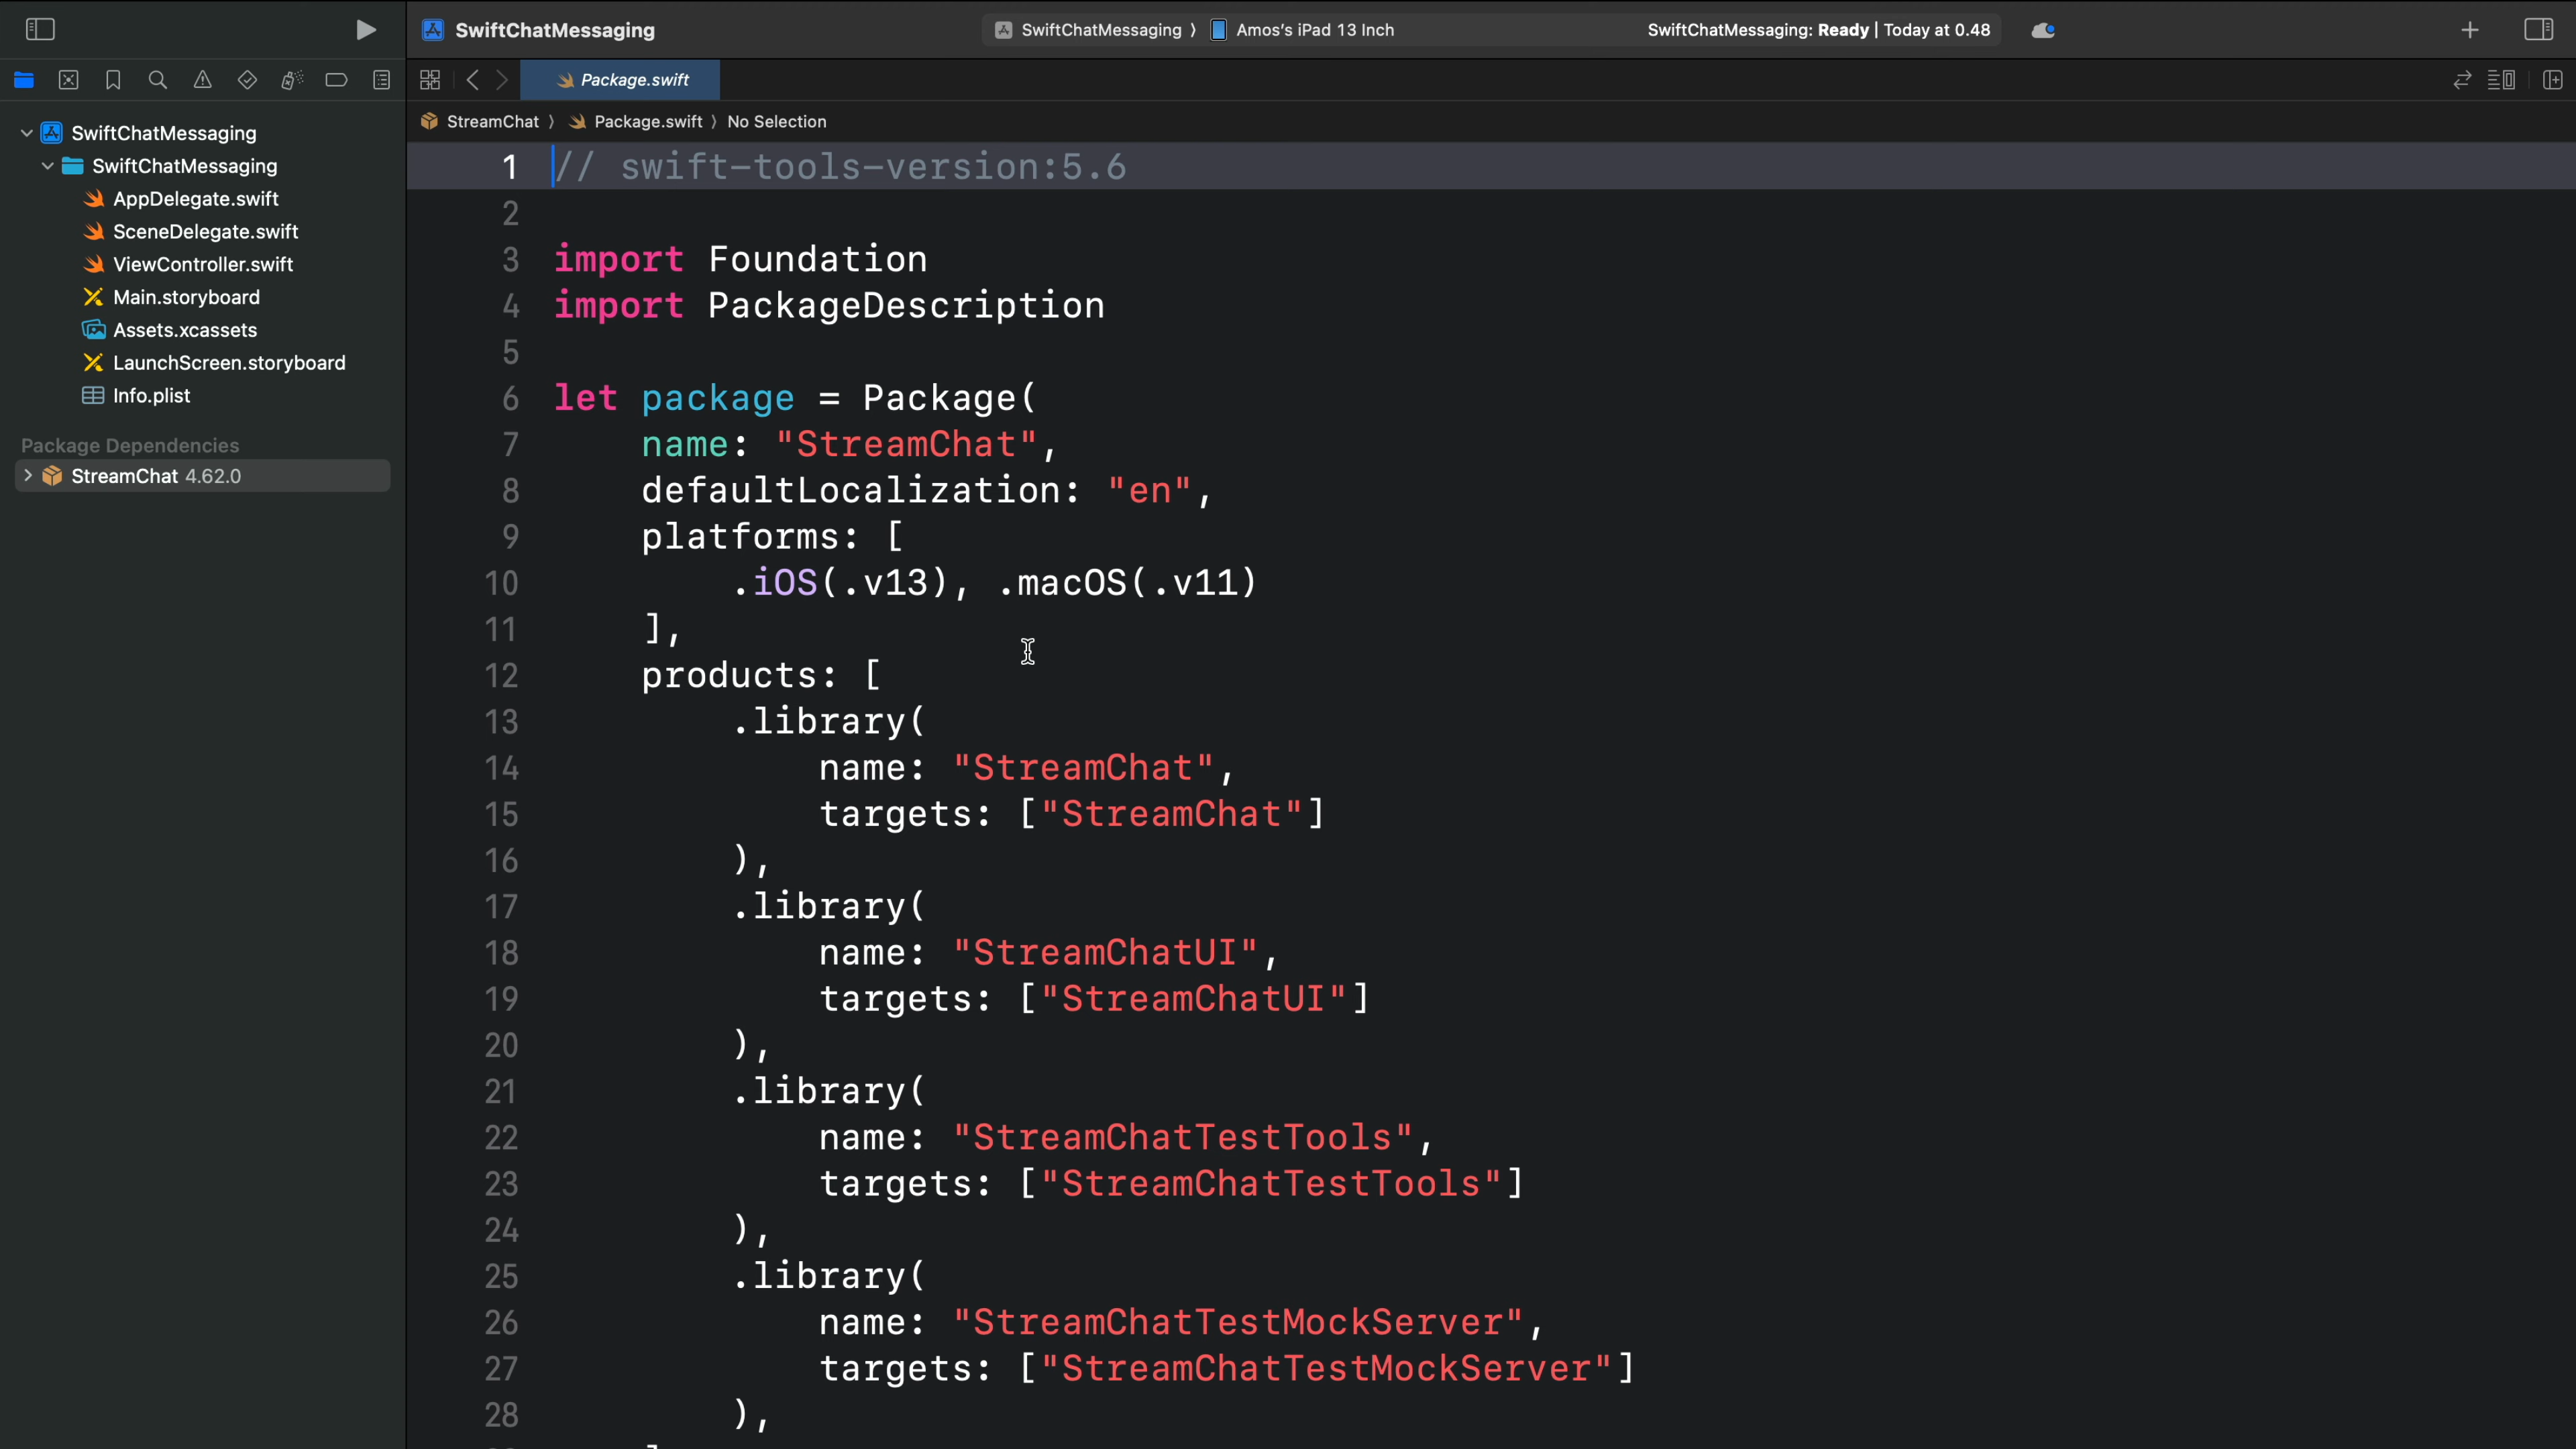 SwiftChatMessaging
SwiftChatMessaging 〉 Amos's iPad 13 Inch
SwiftChatMessaging: Ready | Today at 0.48
Package.swift
StreamChat 〉 Package.swift 〉 No Selection
SwiftChatMessaging
SwiftChatMessaging
AppDelegate.swift
SceneDelegate.swift
ViewController.swift
Main.storyboard
Assets.xcassets
LaunchScreen.storyboard
Info.plist
Package Dependencies
StreamChat 4.62.0
1 // swift-tools-version:5.6
2
3 import Foundation
4 import PackageDescription
5
6 let package = Package(
7 name: "StreamChat",
8 defaultLocalization: "en",
9 platforms: [
10 .iOS(.v13), .macOS(.v11)
11 ],
12 products: [
13 .library(
14 name: "StreamChat",
15 targets: ["StreamChat"]
16 ),
17 .library(
18 name: "StreamChatUI",
19 targets: ["StreamChatUI"]
20 ),
21 .library(
22 name: "StreamChatTestTools",
23 targets: ["StreamChatTestTools"]
24 ),
25 .library(
26 name: "StreamChatTestMockServer",
27 targets: ["StreamChatTestMockServer"]
28 ),